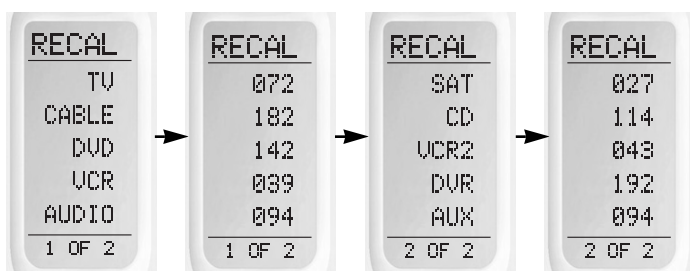 RECAL
TV
CABLE
DVD
VCR
AUDIO
1 OF 2
RECAL
072
182
142
039
094
1 OF 2
RECAL
SAT
CD
VCR2
DVR
AUX
2 OF 2
RECAL
027
114
043
192
094
2 OF 2